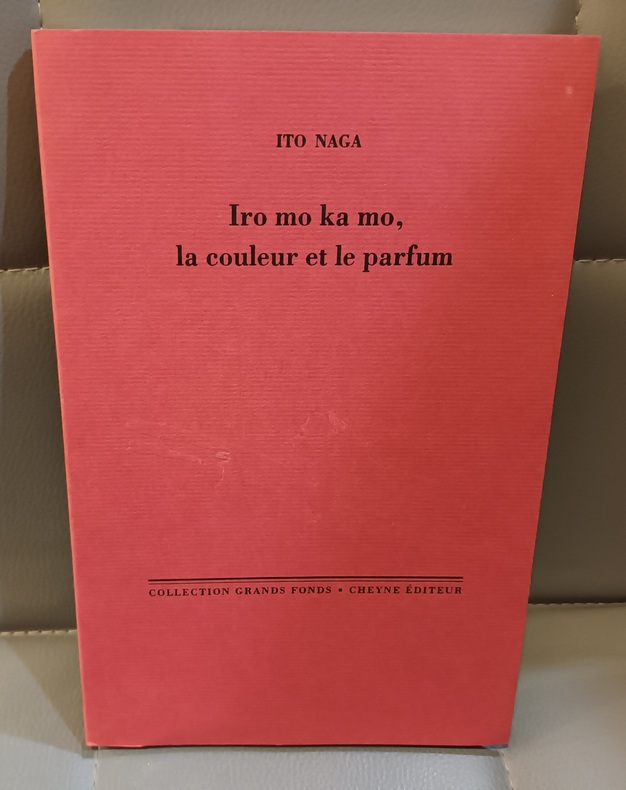 ITO NAGA
Iro mo ka mo,
la couleur et le parfum
COLLECTION GRANDS FONDS • CHEYNE ÉDITEUR